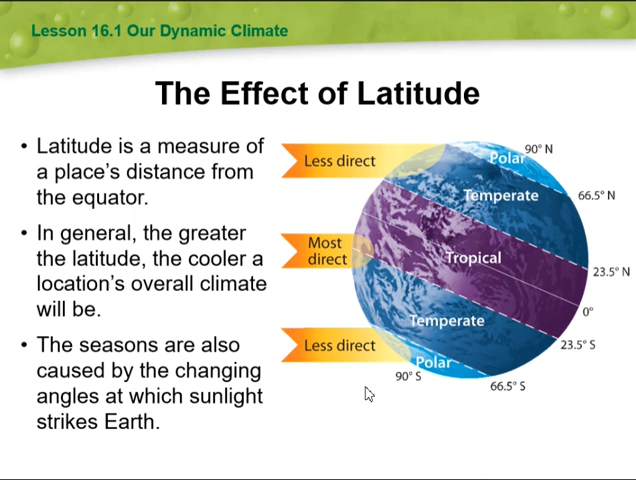 Lesson 16.1 Our Dynamic Climate
The Effect of Latitude
• Latitude is a measure of
a place's distance from
the equator.
• In general, the greater
the latitude, the cooler a
location's overall climate
will be.
• The seasons are also
caused by the changing
angles at which sunlight
strikes Earth.
Less direct
Most
direct
Less direct
Polar
Temperate
Tropical
Temperate
Polar
90° N
66.5° N
23.5° N
0°
23.5° S
66.5° S
90° S